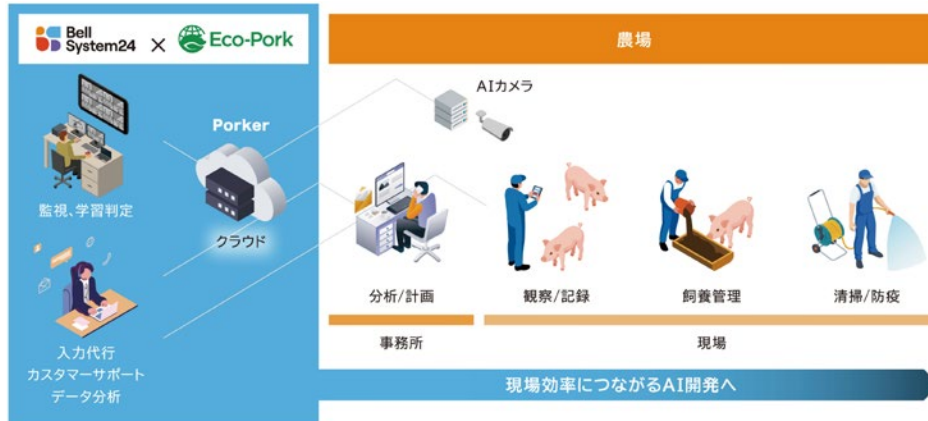 Bell
System24
×
Eco-Pork
監視、学習判定
Porker
クラウド
入力代行
カスタマーサポート
データ分析
農場
AIカメラ
分析/計画
観察/記録
飼養管理
清掃/防疫
事務所
現場
現場効率につながるAI開発へ